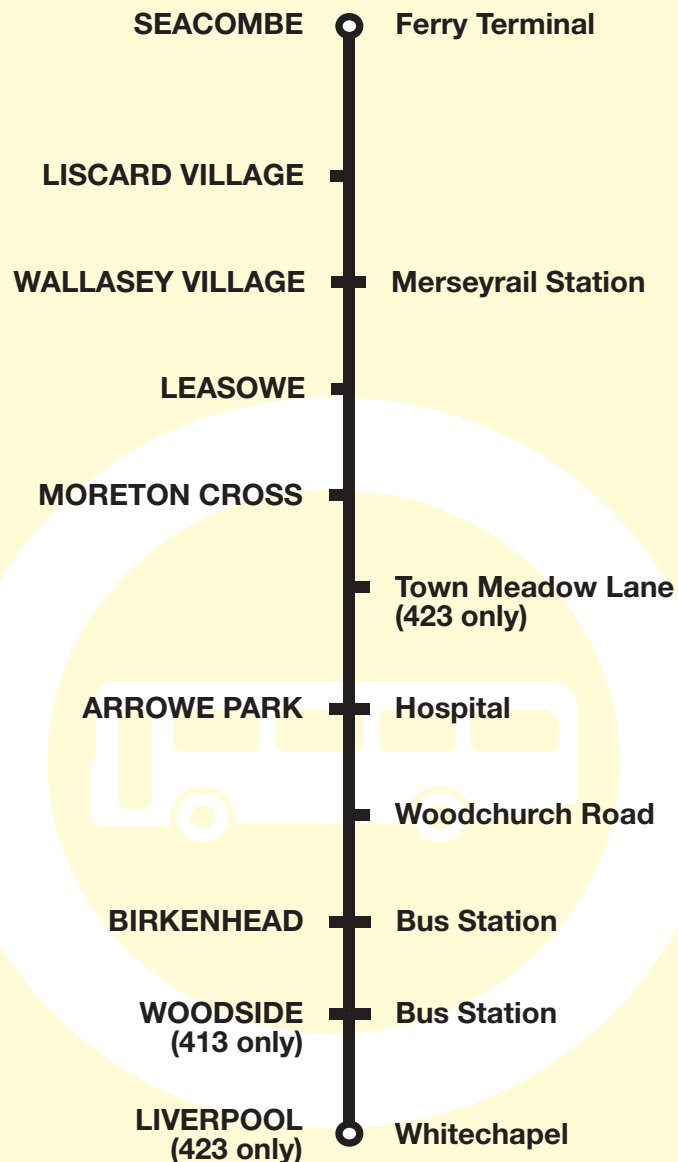 SEACOMBE Ferry Terminal
LISCARD VILLAGE
WALLASEY VILLAGE Merseyrail Station
LEASOWE
MORETON CROSS
Town Meadow Lane
(423 only)
ARROWE PARK Hospital
Woodchurch Road
BIRKENHEAD Bus Station
WOODSIDE Bus Station
(413 only)
LIVERPOOL Whitechapel
(423 only)